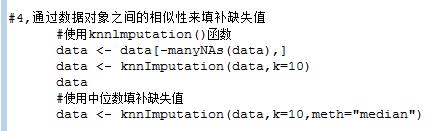 #4,通过数据对象之间的相似性来填补缺失值
#使用knnlmputation()函数
data <- data[-manyNAs(data),]
data <- knnImputation(data,k=10)
data
#使用中位数填补缺失值
data <- knnImputation(data,k=10,meth="median")